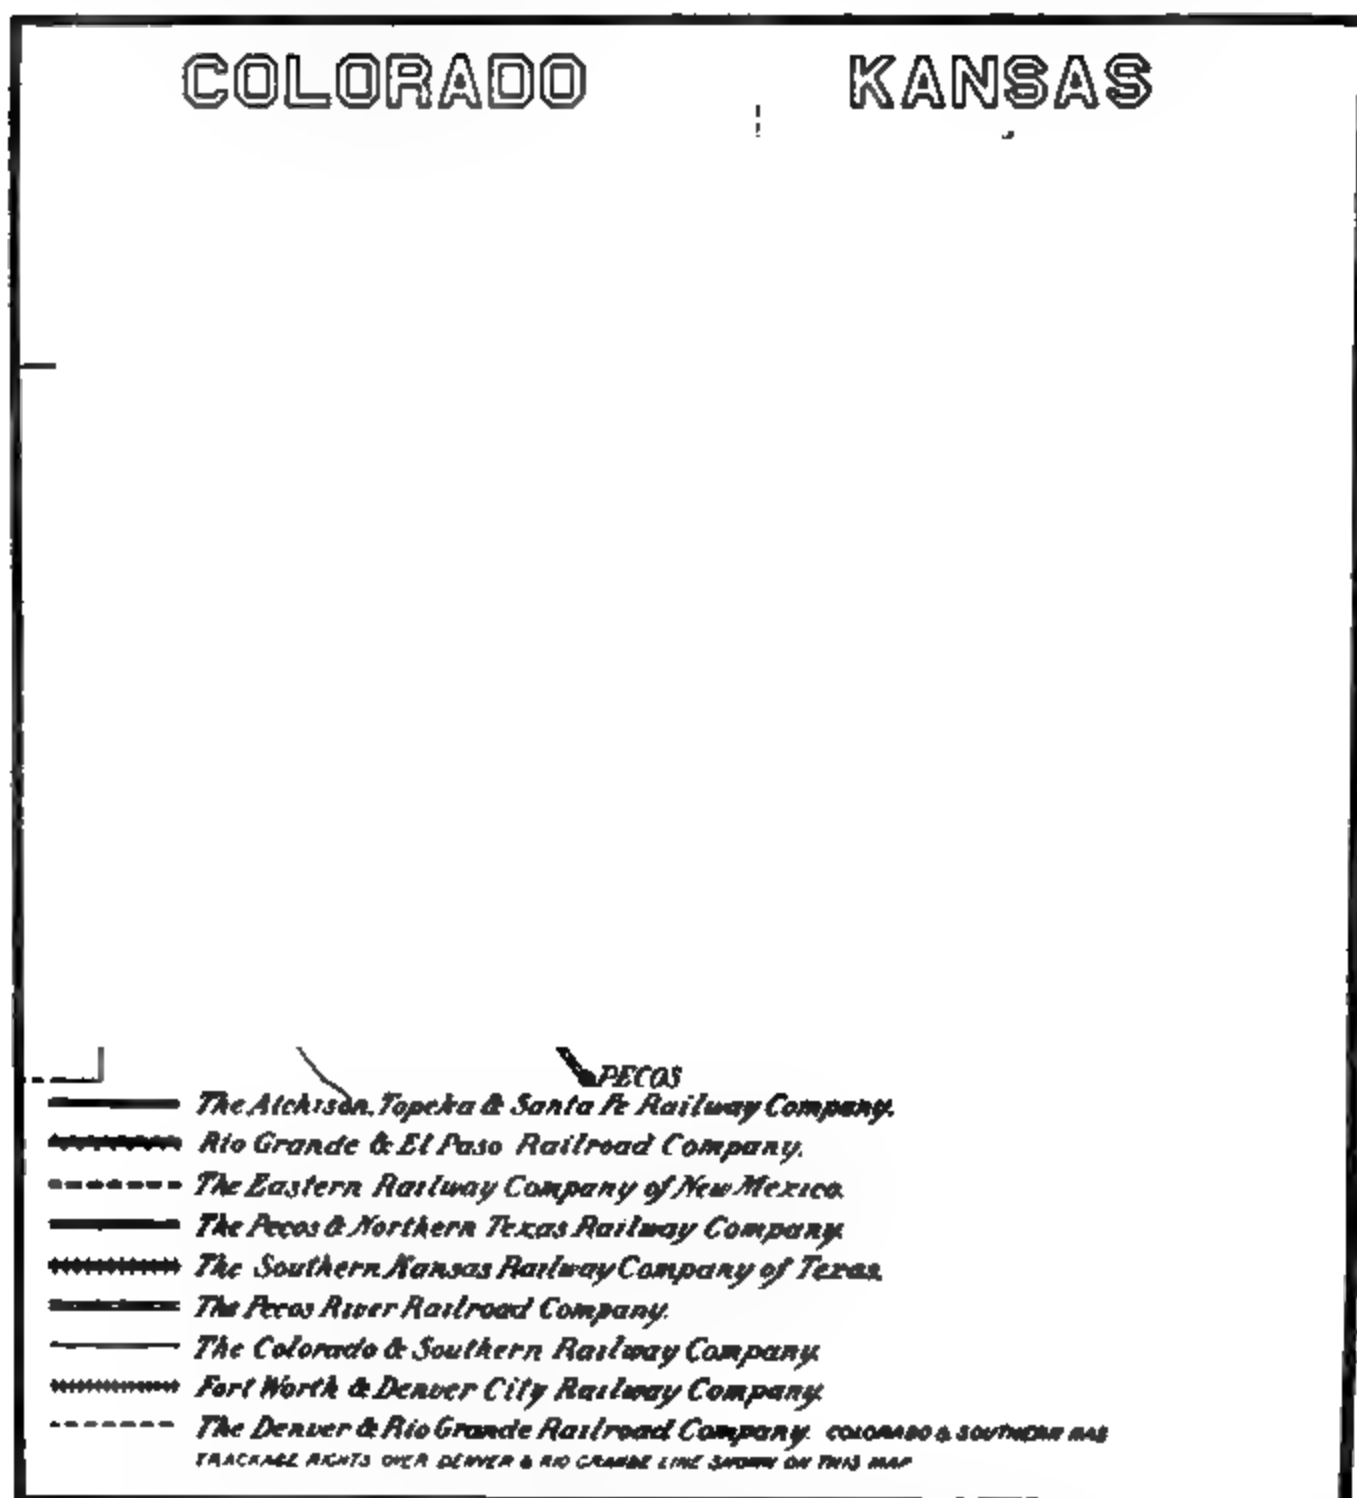 COLORADO KANSAS
PECOS
The Atchison, Topeka & Santa Fe Railway Company.
Rio Grande & El Paso Railroad Company.
The Eastern Railway Company of New Mexico.
The Pecos & Northern Texas Railway Company.
The Southern Kansas Railway Company of Texas.
The Pecos River Railroad Company.
The Colorado & Southern Railway Company.
Fort Worth & Denver City Railway Company.
The Denver & Rio Grande Railroad Company. COLORADO & SOUTHERN HAS
TRACKAGE RIGHTS OVER DENVER & RIO GRANDE LINE SHOWN ON THIS MAP